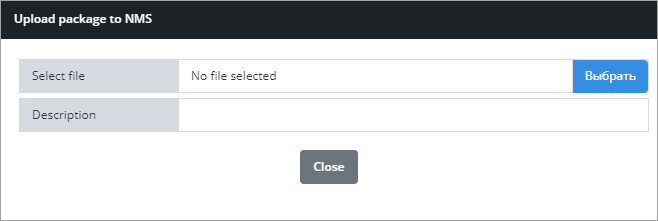 Upload package to NMS
Select file No file selected Выбрать
Description
Close